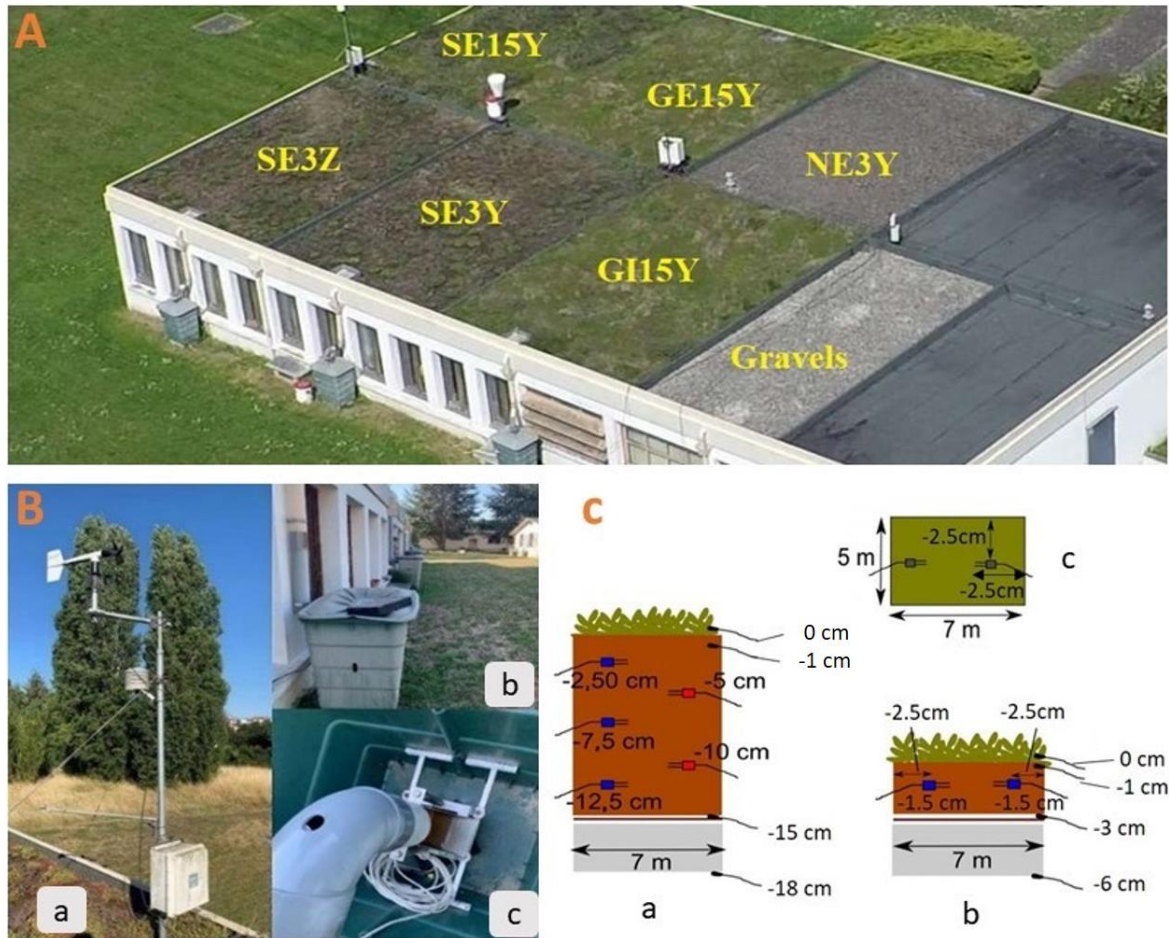 A
SE15Y
GE15Y
SE3Z
NE3Y
SE3Y
GI15Y
Gravels
B
a
b
c
c
5 m
-2.5cm
-2.5cm
7 m
c
0 cm
-1 cm
-2,50 cm
-5 cm
-7,5 cm
-10 cm
-12,5 cm
-15 cm
7 m
-18 cm
a
-2.5cm
-2.5cm
0 cm
-1 cm
-1.5 cm
-1.5 cm
-3 cm
7 m
-6 cm
b